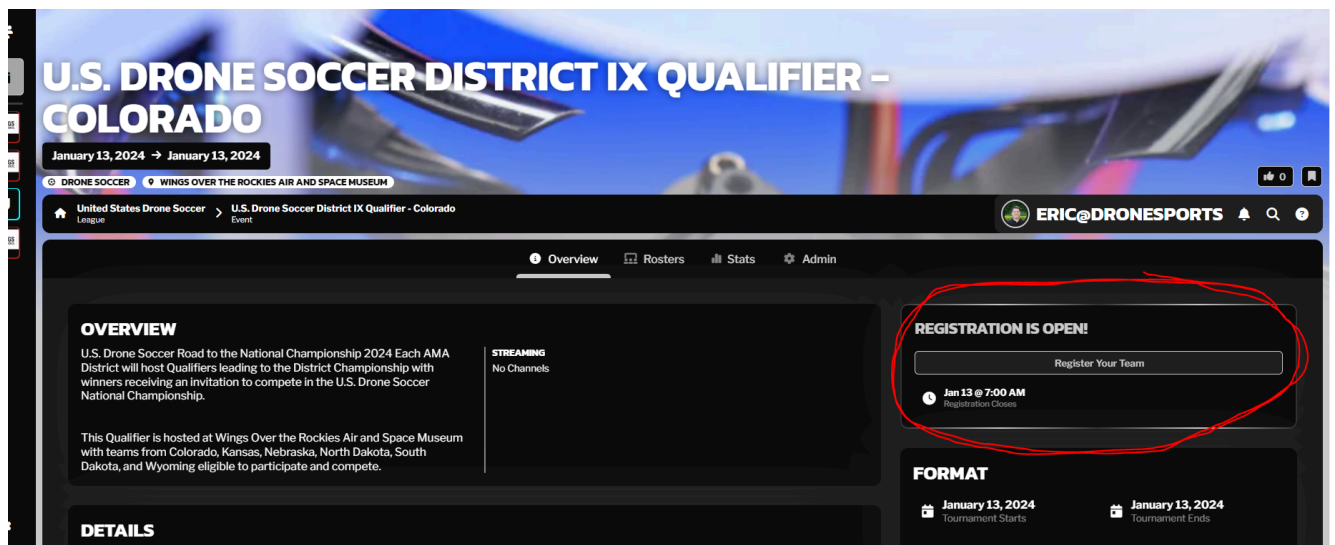 U.S. DRONE SOCCER DISTRICT IX QUALIFIER –
COLORADO
January 13, 2024 → January 13, 2024
DRONE SOCCER
WINGS OVER THE ROCKIES AIR AND SPACE MUSEUM
0
United States Drone Soccer
League
U.S. Drone Soccer District IX Qualifier - Colorado
Event
ERIC@DRONESPORTS
Overview
Rosters
Stats
Admin
OVERVIEW
U.S. Drone Soccer Road to the National Championship 2024 Each AMA
District will host Qualifiers leading to the District Championship with
winners receiving an invitation to compete in the U.S. Drone Soccer
National Championship.
This Qualifier is hosted at Wings Over the Rockies Air and Space Museum
with teams from Colorado, Kansas, Nebraska, North Dakota, South
Dakota, and Wyoming eligible to participate and compete.
STREAMING
No Channels
REGISTRATION IS OPEN!
Register Your Team
Jan 13 @ 7:00 AM
Registration Closes
FORMAT
January 13, 2024
Tournament Starts
January 13, 2024
Tournament Ends
DETAILS